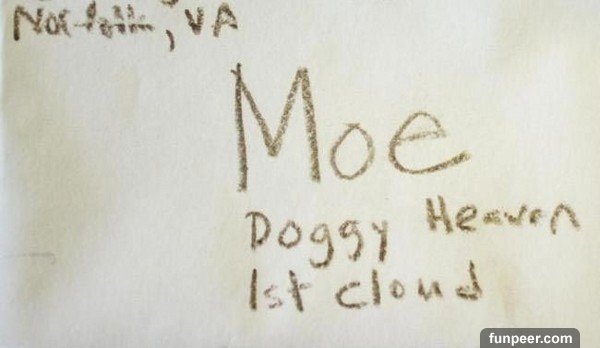 Norfolk, VA
Moe
Doggy Heaven
1st cloud
funpeer.com